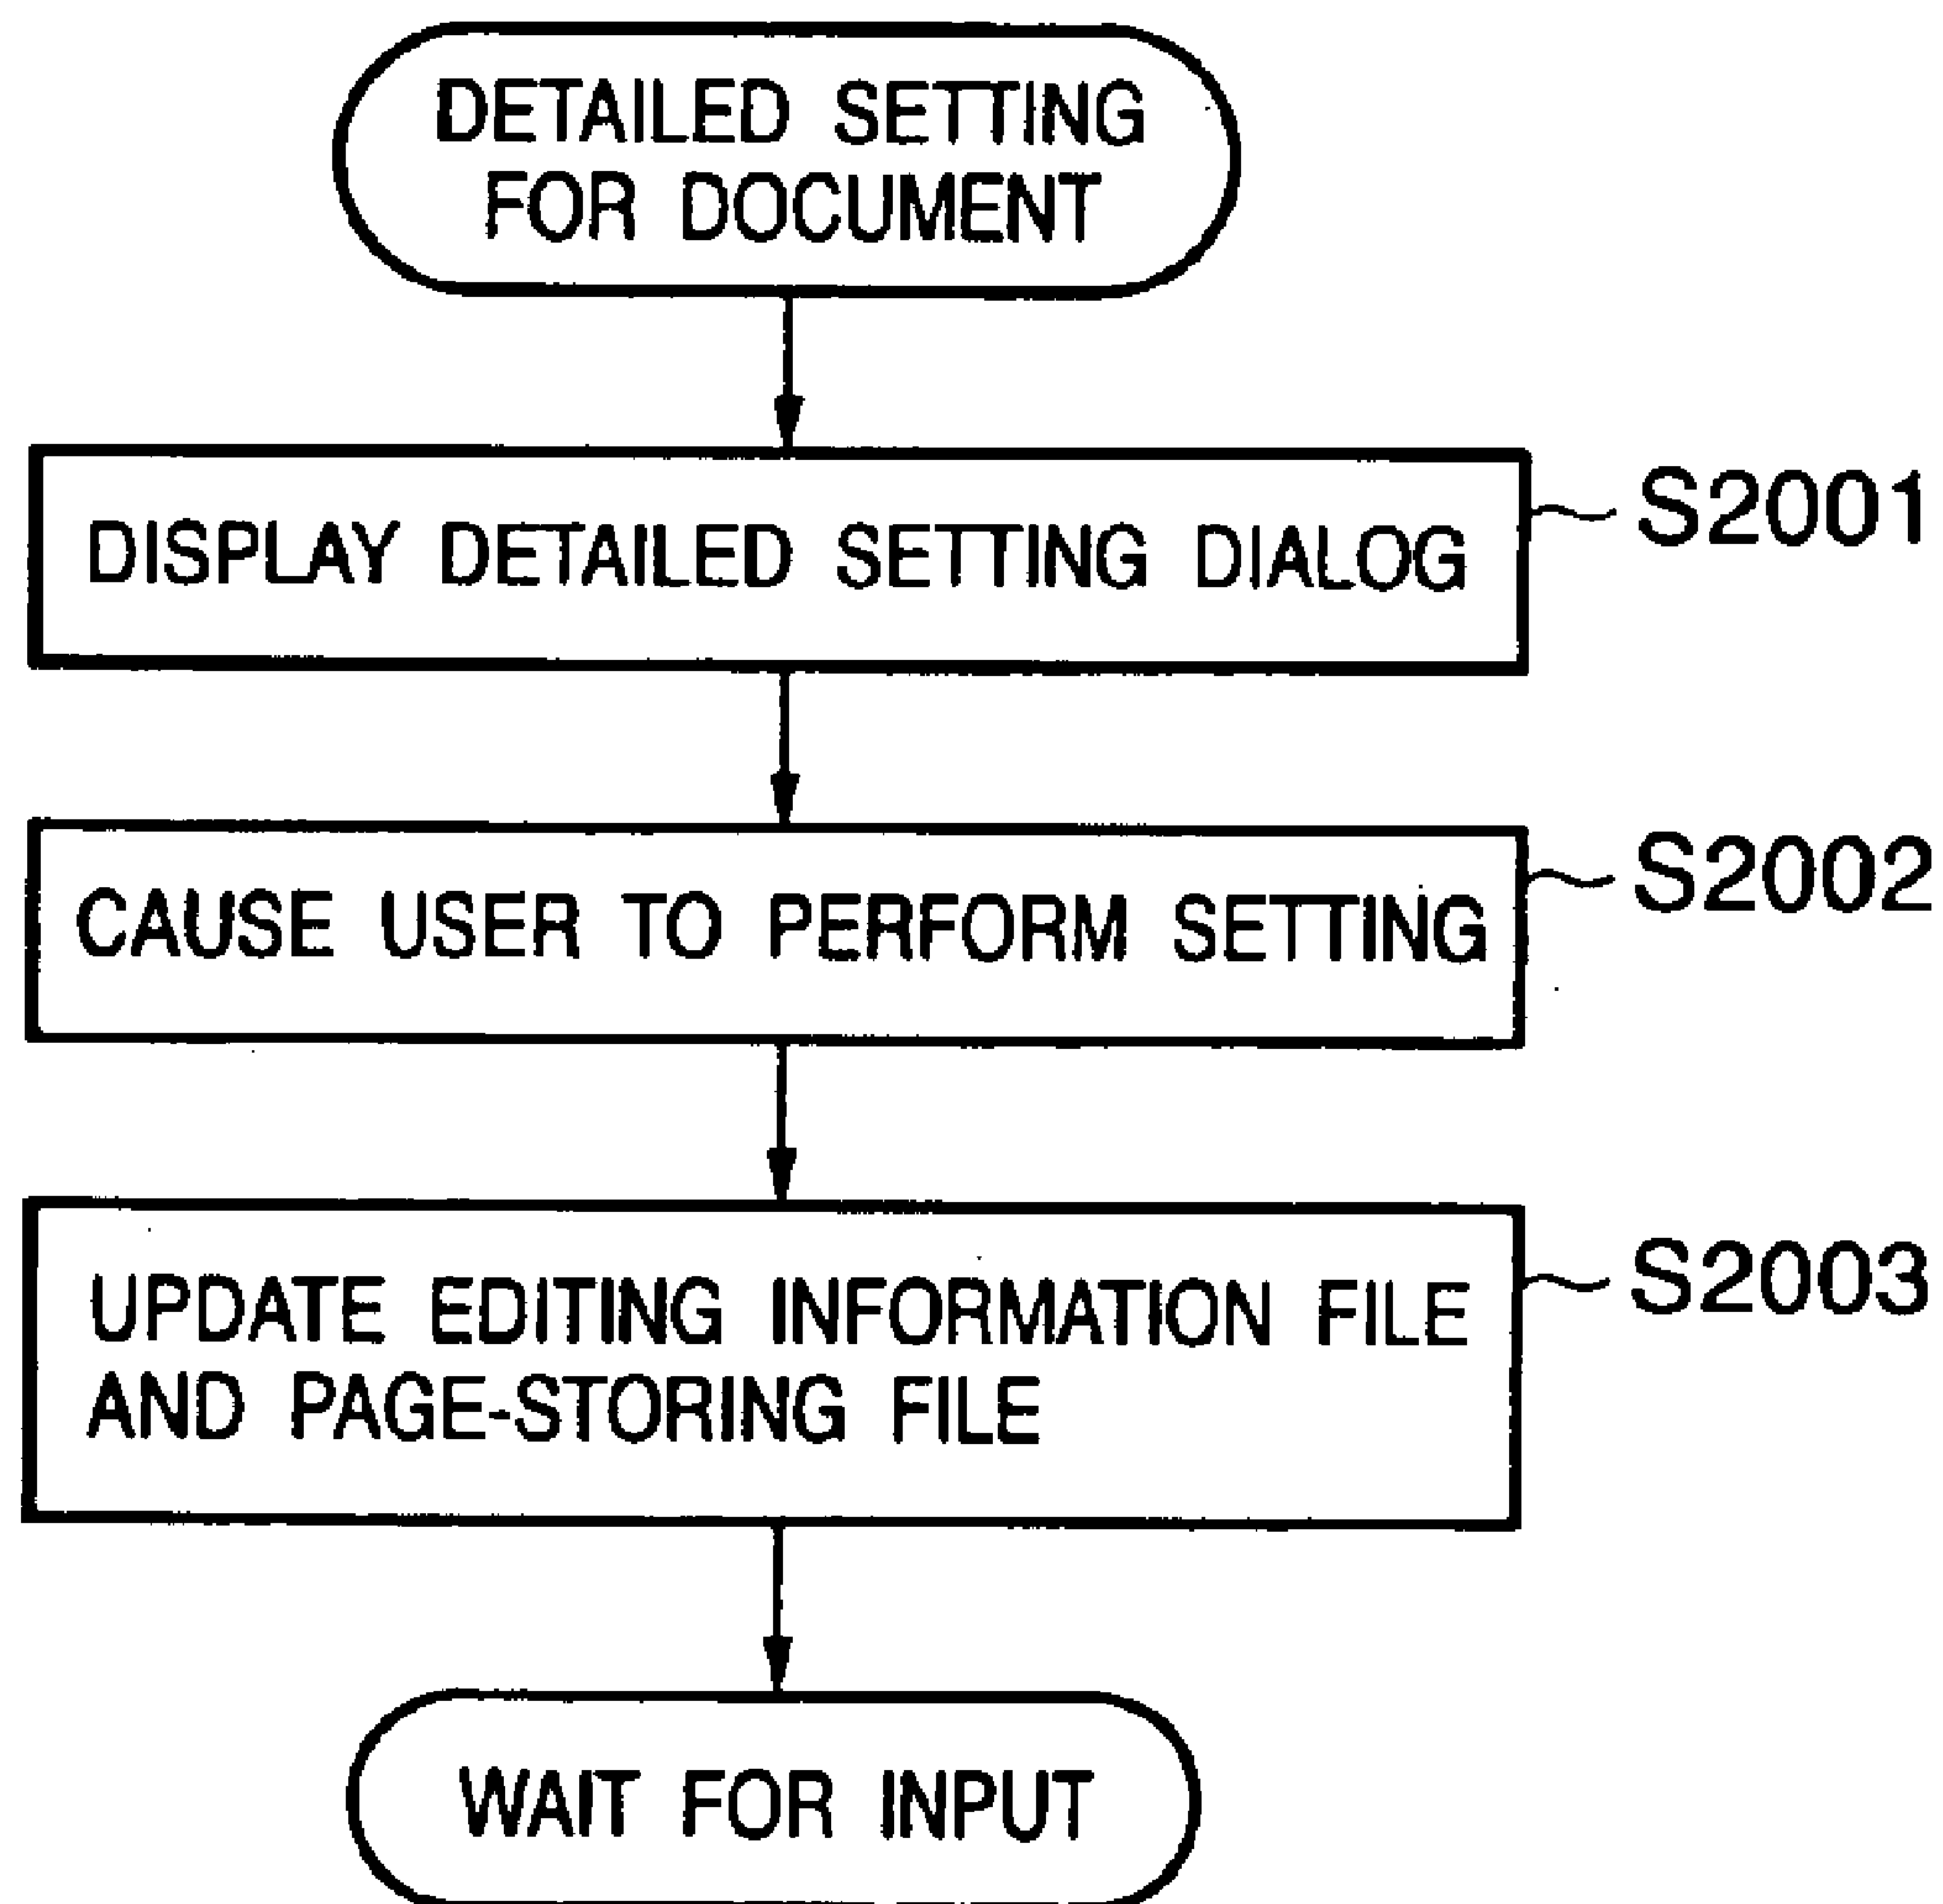 DETAILED SETTING
FOR DOCUMENT
DISPLAY DETAILED SETTING DIALOG
S2001
CAUSE USER TO PERFORM SETTING
S2002
UPDATE EDITING INFORMATION FILE
AND PAGE-STORING FILE
S2003
WAIT FOR INPUT